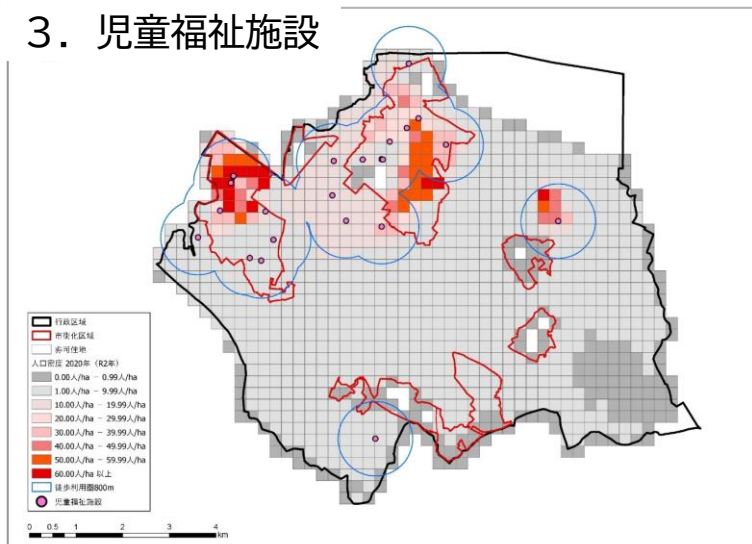 ３．児童福祉施設
行政区域
市街化区域
非可住地
人口密度 2020年（R2年）
0.00人/ha － 0.99人/ha
1.00人/ha － 9.99人/ha
10.00人/ha － 19.99人/ha
20.00人/ha － 29.99人/ha
30.00人/ha － 39.99人/ha
40.00人/ha － 49.99人/ha
50.00人/ha － 59.99人/ha
60.00人/ha 以上
徒歩利用圏800m
児童福祉施設
0 0.5 1 2 3 4
km